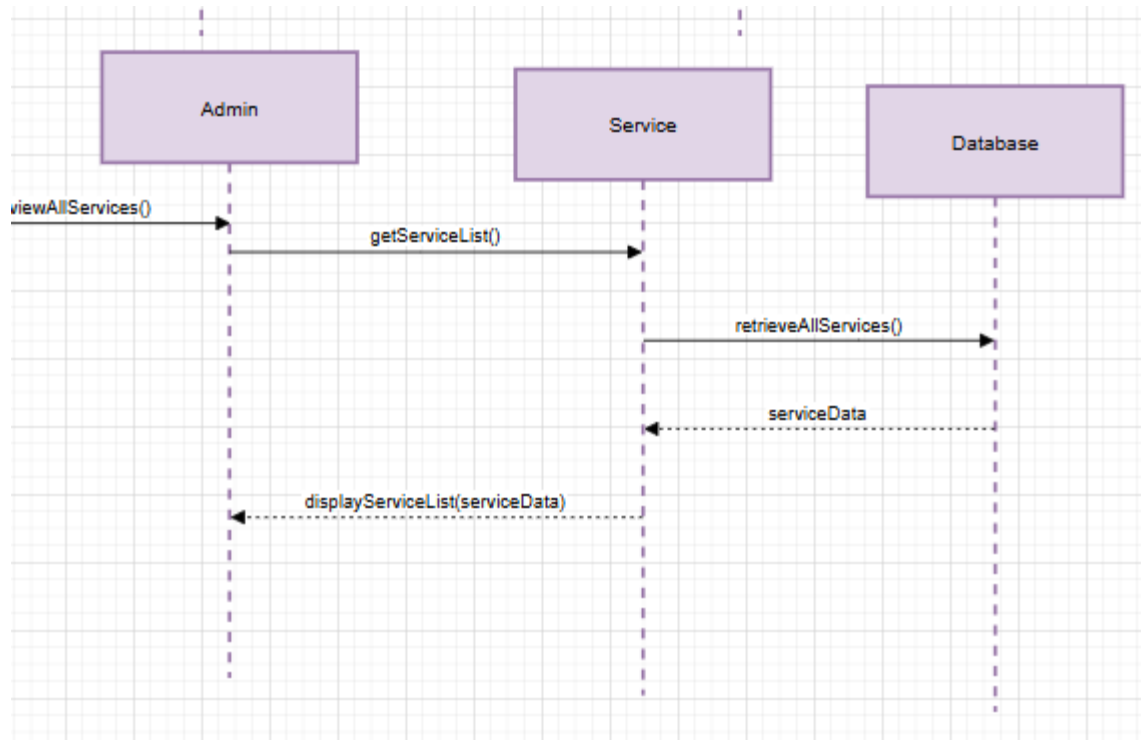 Admin
Service
Database
viewAllServices()
getServiceList()
retrieveAllServices()
serviceData
displayServiceList(serviceData)